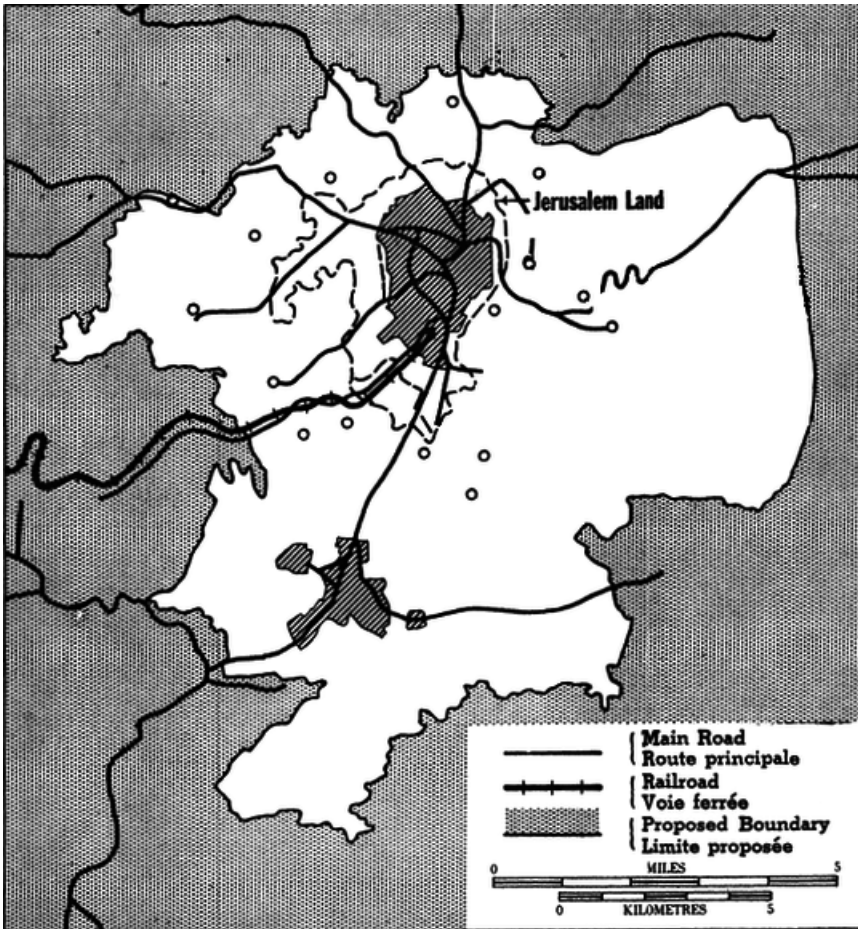 Jerusalem Land
Main Road
Route principale
Railroad
Voie ferrée
Proposed Boundary
Limite proposée
0 MILES 5
0 KILOMETRES 5